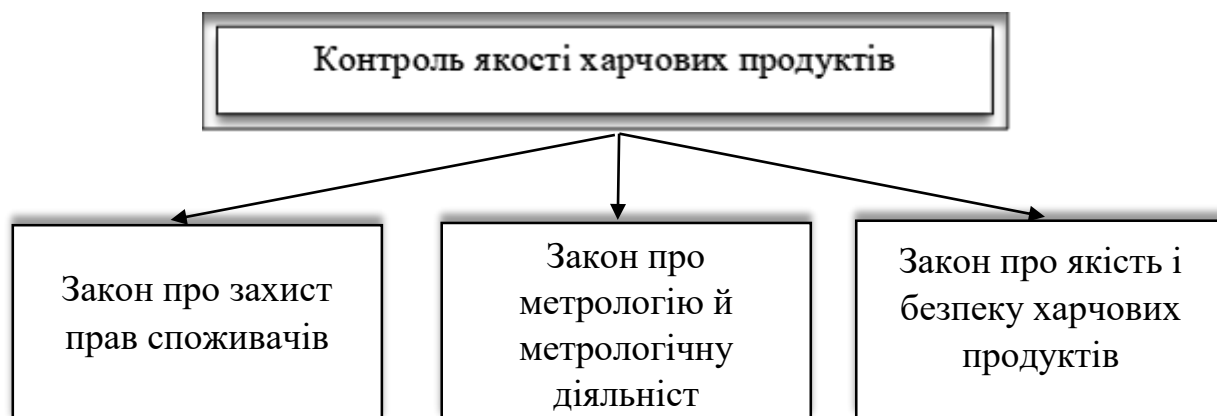 Контроль якості харчових продуктів
Закон про захист
прав споживачів
Закон про
метрологію й
метрологічну
діяльніст
Закон про якість і
безпеку харчових
продуктів